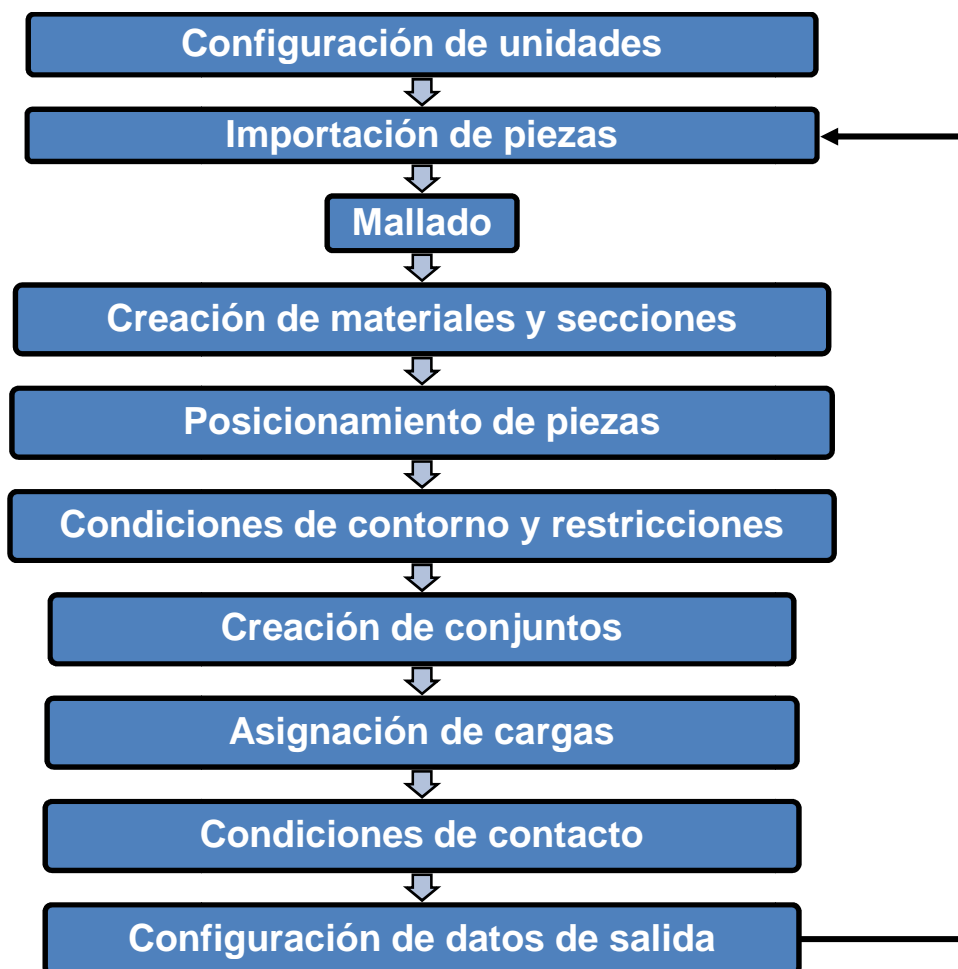 Configuración de unidades
Importación de piezas
Mallado
Creación de materiales y secciones
Posicionamiento de piezas
Condiciones de contorno y restricciones
Creación de conjuntos
Asignación de cargas
Condiciones de contacto
Configuración de datos de salida